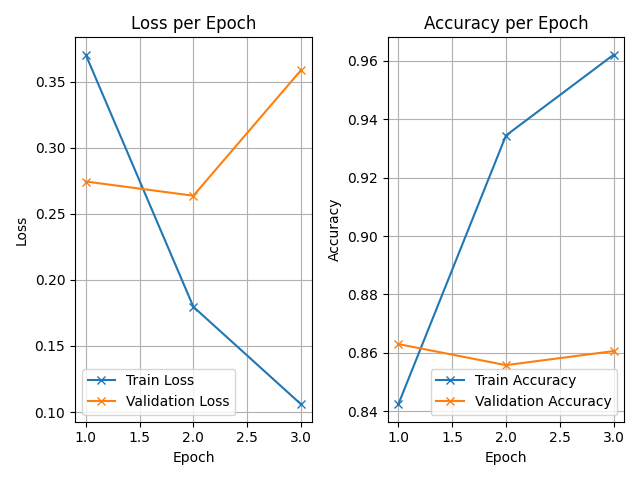 Loss per Epoch
Loss
0.35
0.30
0.25
0.20
0.15
0.10
Train Loss
Validation Loss
1.0 1.5 2.0 2.5 3.0
Epoch
Accuracy per Epoch
Accuracy
0.96
0.94
0.92
0.90
0.88
0.86
0.84
Train Accuracy
Validation Accuracy
1.0 1.5 2.0 2.5 3.0
Epoch